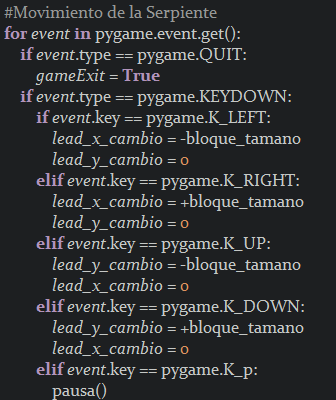 #Movimiento de la Serpiente
for event in pygame.event.get():
    if event.type == pygame.QUIT:
        gameExit = True
    if event.type == pygame.KEYDOWN:
        if event.key == pygame.K_LEFT:
            lead_x_cambio = -bloque_tamano
            lead_y_cambio = 0
        elif event.key == pygame.K_RIGHT:
            lead_x_cambio = +bloque_tamano
            lead_y_cambio = 0
        elif event.key == pygame.K_UP:
            lead_y_cambio = -bloque_tamano
            lead_x_cambio = 0
        elif event.key == pygame.K_DOWN:
            lead_y_cambio = +bloque_tamano
            lead_x_cambio = 0
        elif event.key == pygame.K_p:
            pausa()